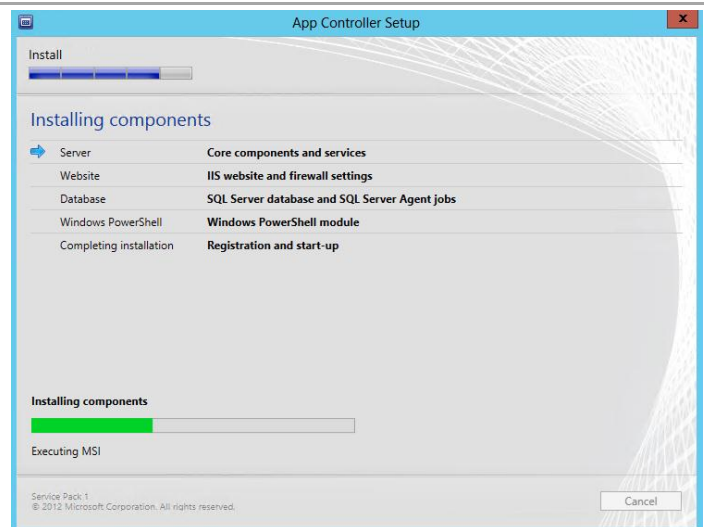 App Controller Setup
x
Install
Installing components
Server Core components and services
Website IIS website and firewall settings
Database SQL Server database and SQL Server Agent jobs
Windows PowerShell Windows PowerShell module
Completing installation Registration and start-up
Installing components
Executing MSI
Service Pack 1
© 2012 Microsoft Corporation. All rights reserved.
Cancel